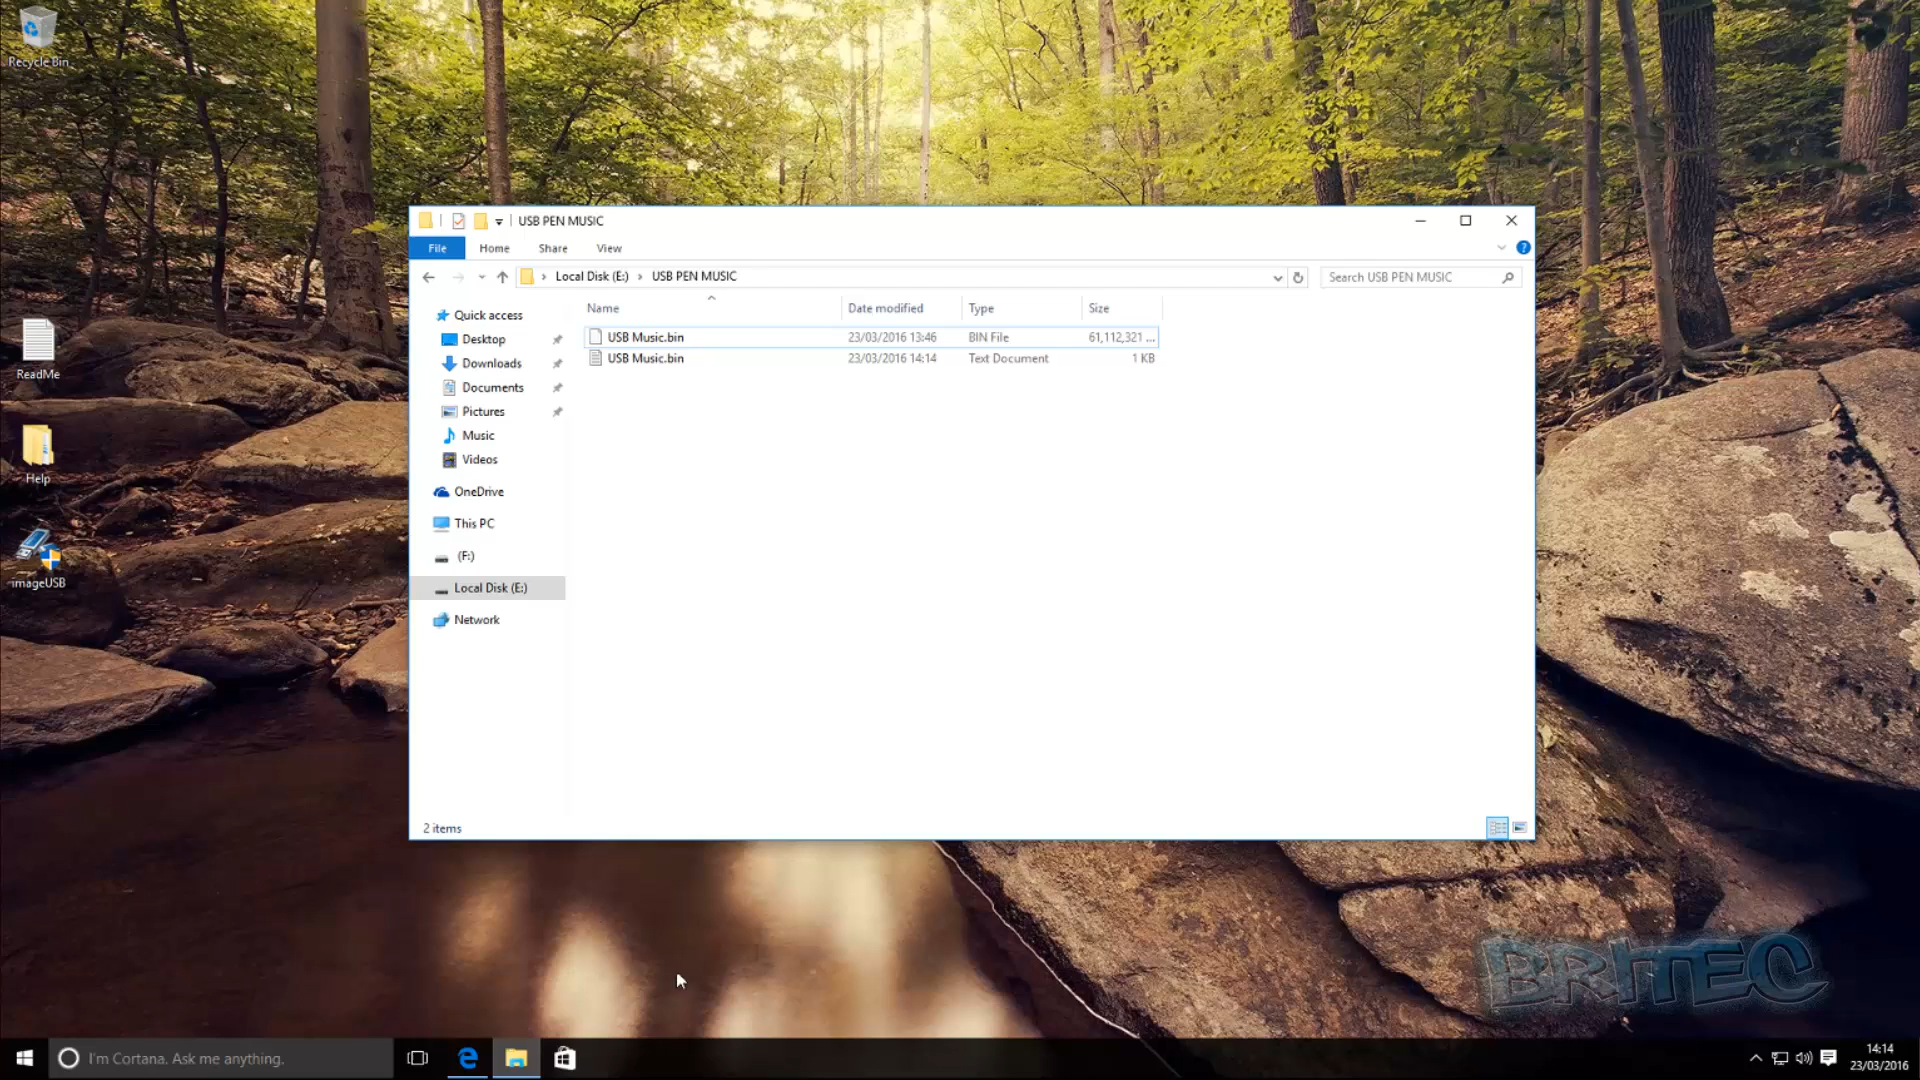 Recycle Bin
ReadMe
Help
imageUSB
USB PEN MUSIC
File Home Share View
Local Disk (E:) USB PEN MUSIC
Search USB PEN MUSIC
Name Date modified Type Size
USB Music.bin 23/03/2016 13:46 BIN File 61,112,321 ...
USB Music.bin 23/03/2016 14:14 Text Document 1 KB
Quick access
Desktop
Downloads
Documents
Pictures
Music
Videos
OneDrive
This PC
(F:)
Local Disk (E:)
Network
2 items
BRITEC
I'm Cortana. Ask me anything.
14:14
23/03/2016